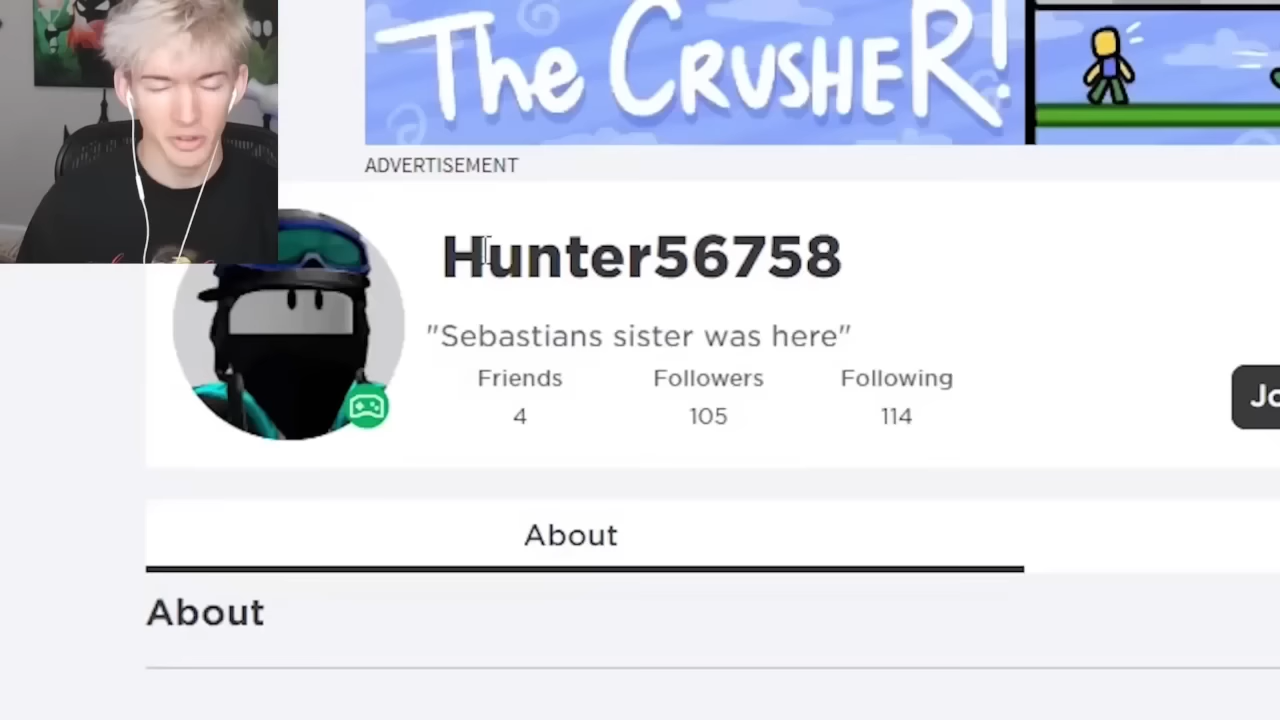 The CRUSHER!
ADVERTISEMENT
Hunter56758
"Sebastians sister was here"
Friends
Followers
Following
4
105
114
About
About